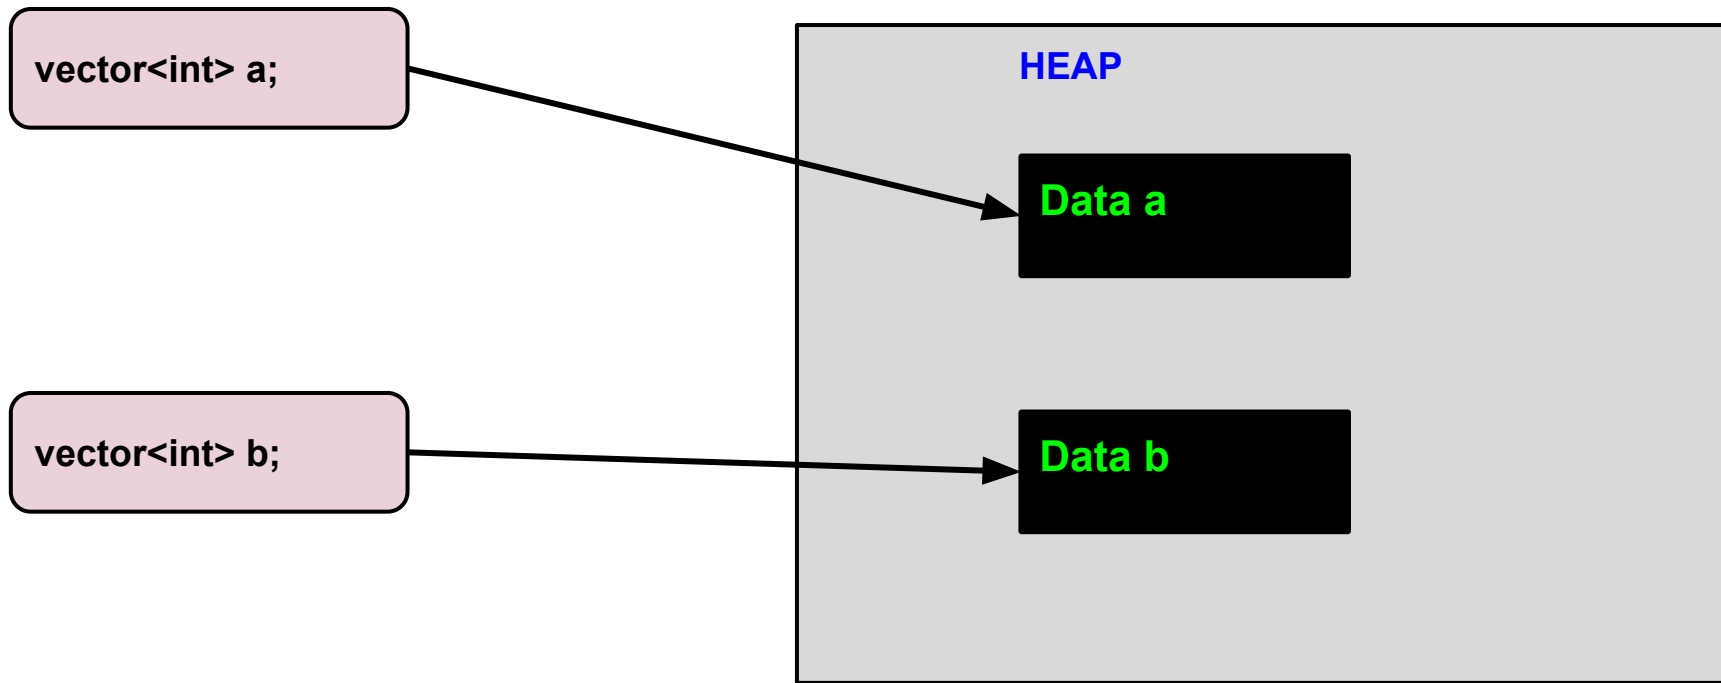 vector<int> a;
HEAP
Data a
vector<int> b;
Data b